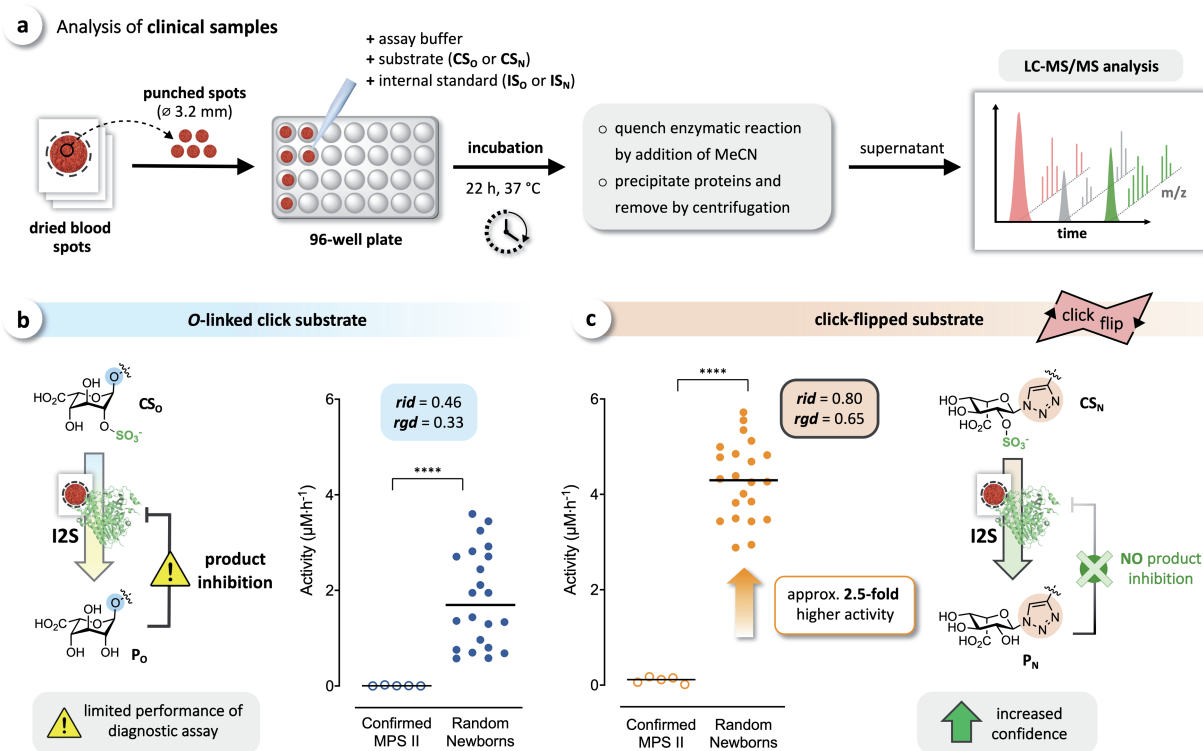 a
Analysis of clinical samples
+ assay buffer
+ substrate (CSO or CSN)
+ internal standard (ISO or ISN)
punched spots
(⌀ 3.2 mm)
dried blood
spots
96-well plate
incubation
22 h, 37 °C
○ quench enzymatic reaction
by addition of MeCN
○ precipitate proteins and
remove by centrifugation
supernatant
LC-MS/MS analysis
m/z
time
b
O-linked click substrate
OH
O
HO2C
O
OH
O
SO3-
CSO
I2S
product
inhibition
OH
O
HO2C
O
OH
OH
PO
!
!
limited performance of
diagnostic assay
rid = 0.46
rgd = 0.33
****
Activity (µM·h-1)
6
4
2
0
Confirmed
MPS II
Random
Newborns
c
click-flipped substrate
click
flip
****
rid = 0.80
rgd = 0.65
Activity (µM·h-1)
6
4
2
0
approx. 2.5-fold
higher activity
Confirmed
MPS II
Random
Newborns
HO
HO
O
HO2C
O
N
N
N
SO3-
CSN
I2S
NO product
inhibition
HO
HO
O
HO2C
OH
N
N
N
PN
increased
confidence